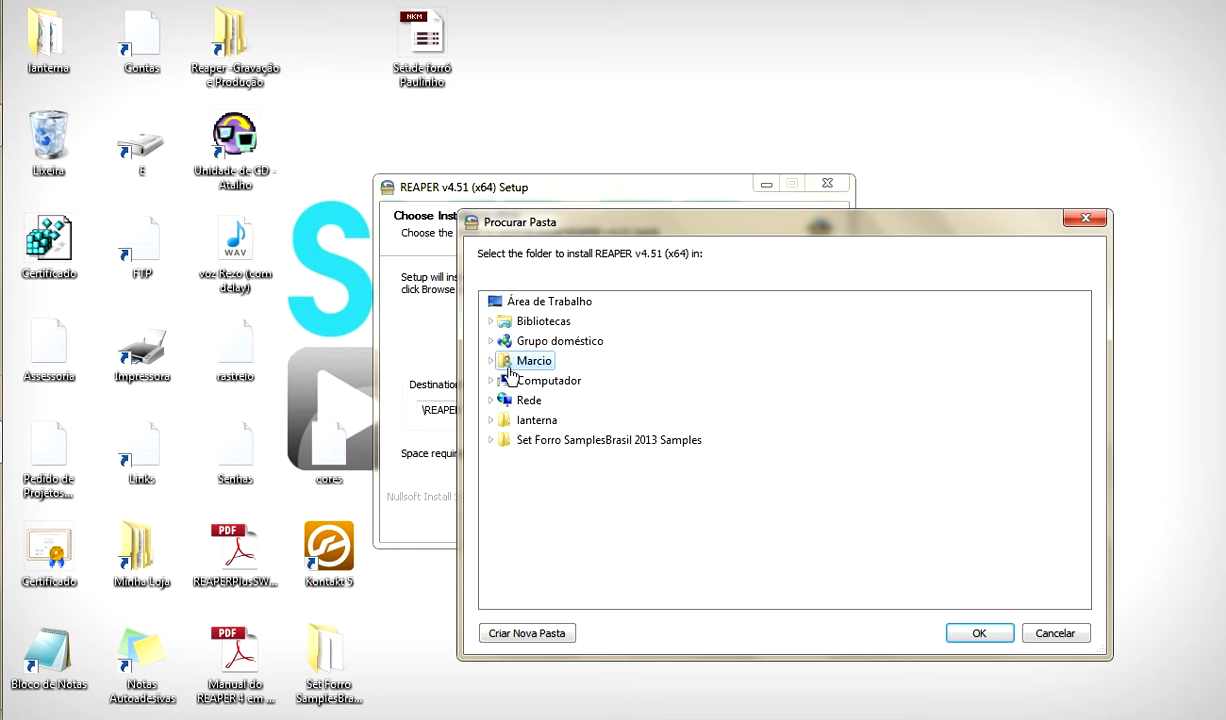 lanterna
Contas
Reaper -Gravação
e Produção
NKM
Set de forró
Paulinho
Lixeira
E
Unidade de CD -
Atalho
Certificado
FTP
WAV
voz Rezo (com
delay)
Assessoria
Impressora
rastreio
Pedido de
Projetos...
Links
Senhas
cores
Certificado
Minha Loja
PDF
REAPERPlusSW...
Kontakt 5
Bloco de Notas
Notas
Autoadesivas
PDF
Manual do
REAPER 4 em ...
Set Forro
SamplesBra...
S
REAPER v4.51 (x64) Setup
Choose Inst
Choose the
Setup will ins
click Browse
Destination
\REAPE
Space requir
Nullsoft Install S
Procurar Pasta
Select the folder to install REAPER v4.51 (x64) in:
Área de Trabalho
Bibliotecas
Grupo doméstico
Marcio
Computador
Rede
lanterna
Set Forro SamplesBrasil 2013 Samples
Criar Nova Pasta
OK
Cancelar